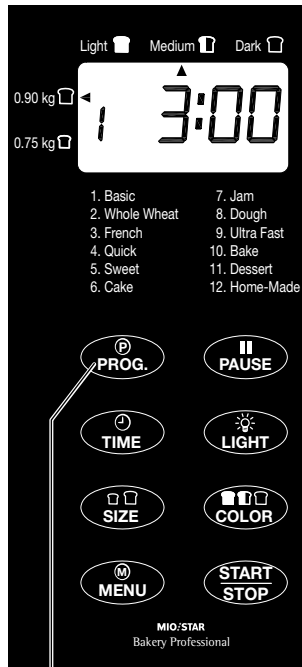 Light Medium Dark
0.90 kg
1 3:00
0.75 kg
1. Basic
2. Whole Wheat
3. French
4. Quick
5. Sweet
6. Cake
7. Jam
8. Dough
9. Ultra Fast
10. Bake
11. Dessert
12. Home-Made
P
PROG.
PAUSE
TIME
LIGHT
SIZE
COLOR
M
MENU
START
STOP
MIO STAR
Bakery Professional